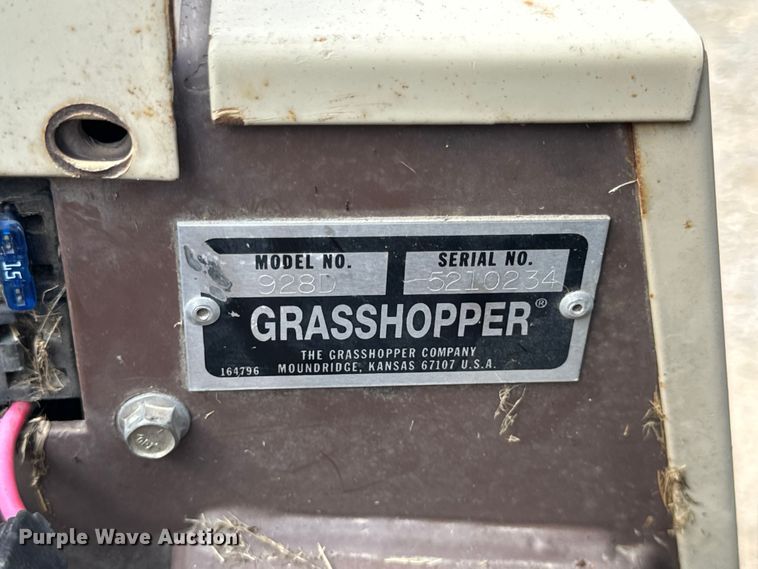 MODEL NO. SERIAL NO.
928D 5210234
GRASSHOPPER®
THE GRASSHOPPER COMPANY
164796 MOUNDRIDGE, KANSAS 67107 U.S.A.
15
Purple Wave Auction